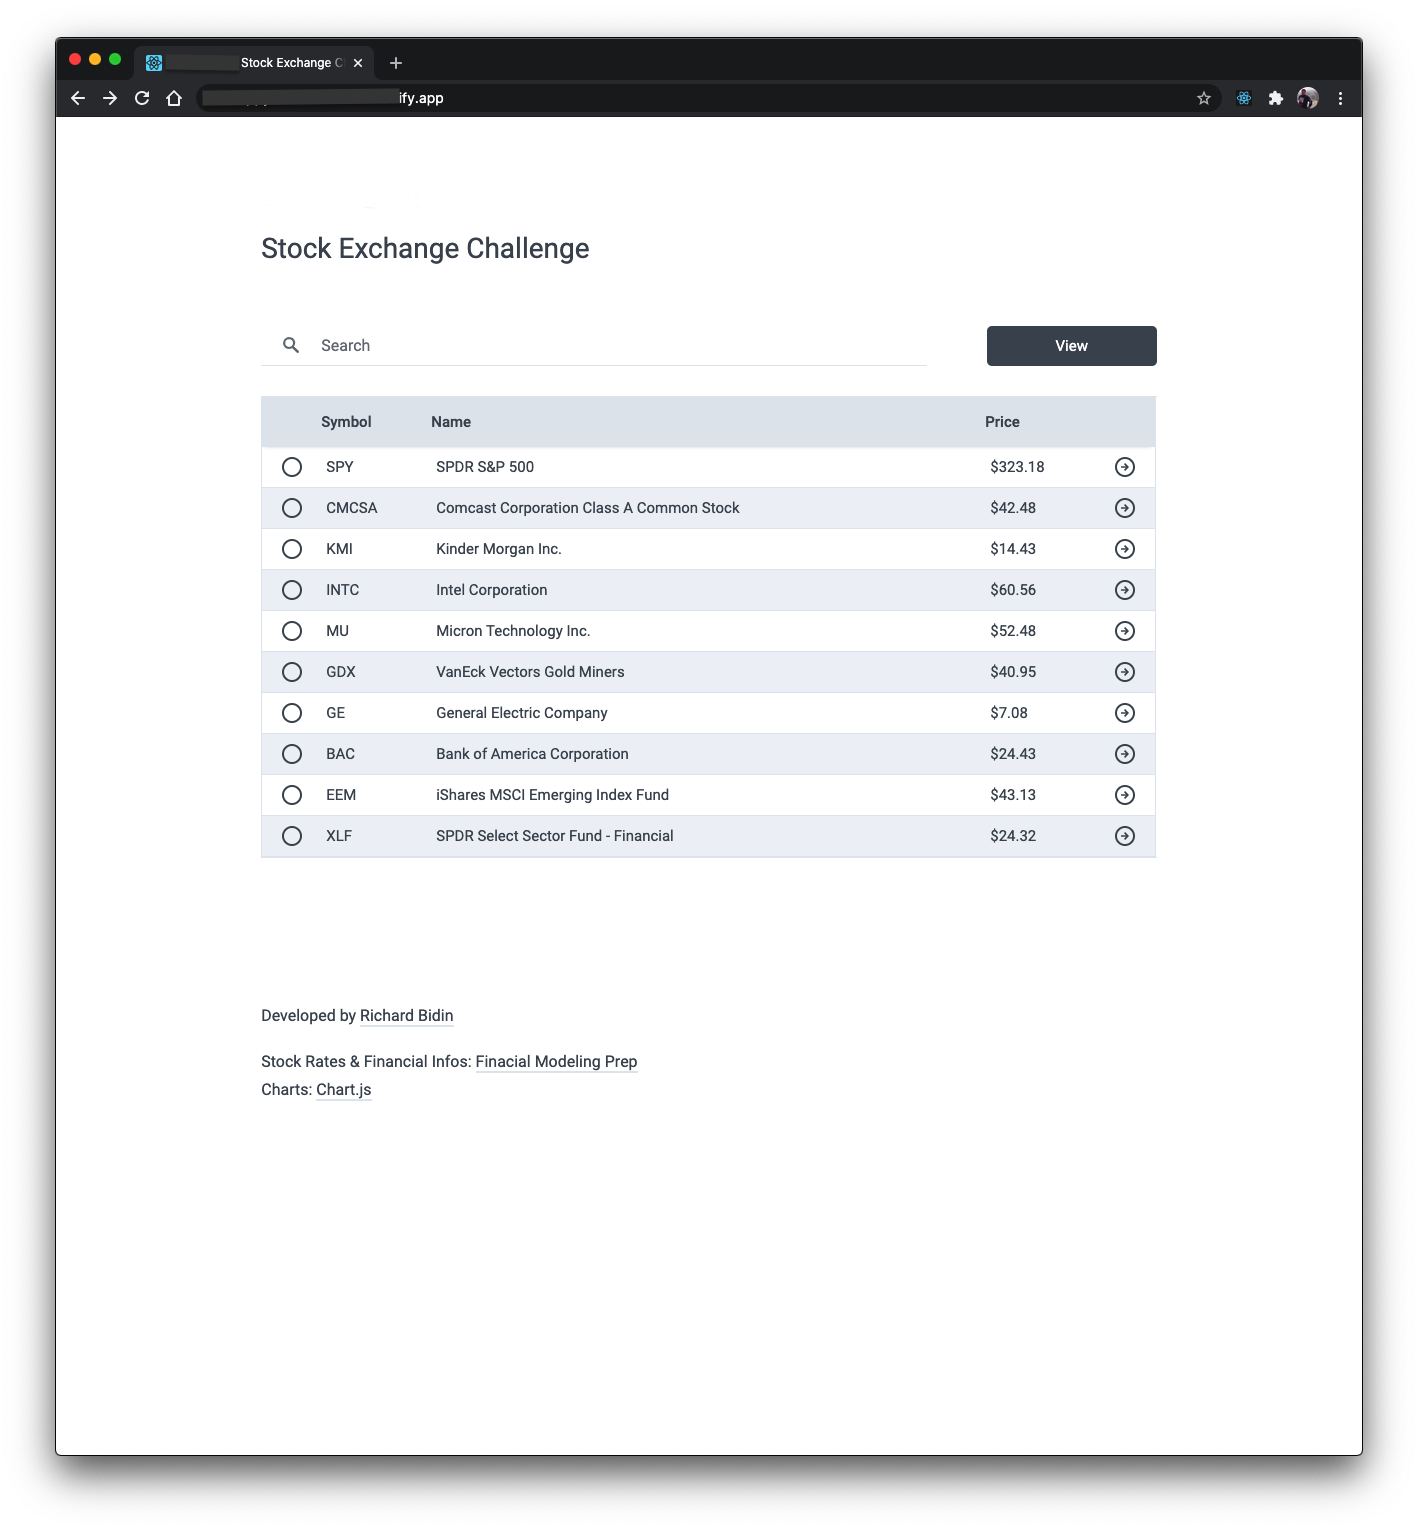 Stock Exchange C
ify.app
Stock Exchange Challenge
Search
View
Symbol Name Price
SPY SPDR S&P 500 $323.18
CMCSA Comcast Corporation Class A Common Stock $42.48
KMI Kinder Morgan Inc. $14.43
INTC Intel Corporation $60.56
MU Micron Technology Inc. $52.48
GDX VanEck Vectors Gold Miners $40.95
GE General Electric Company $7.08
BAC Bank of America Corporation $24.43
EEM iShares MSCI Emerging Index Fund $43.13
XLF SPDR Select Sector Fund - Financial $24.32
Developed by Richard Bidin
Stock Rates & Financial Infos: Finacial Modeling Prep
Charts: Chart.js